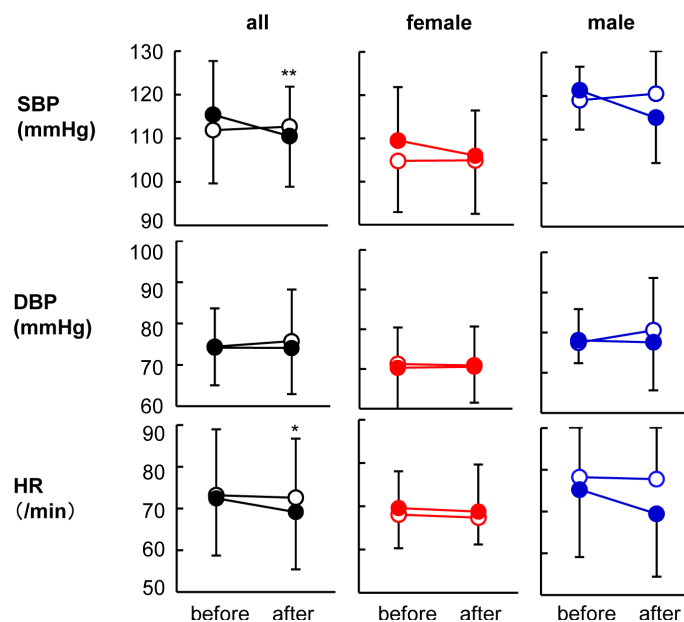 all female male
SBP
(mmHg)
130
120
110
100
90
**
DBP
(mmHg)
100
90
80
70
60
HR
(/min)
90
80
70
60
50
*
before after before after before after